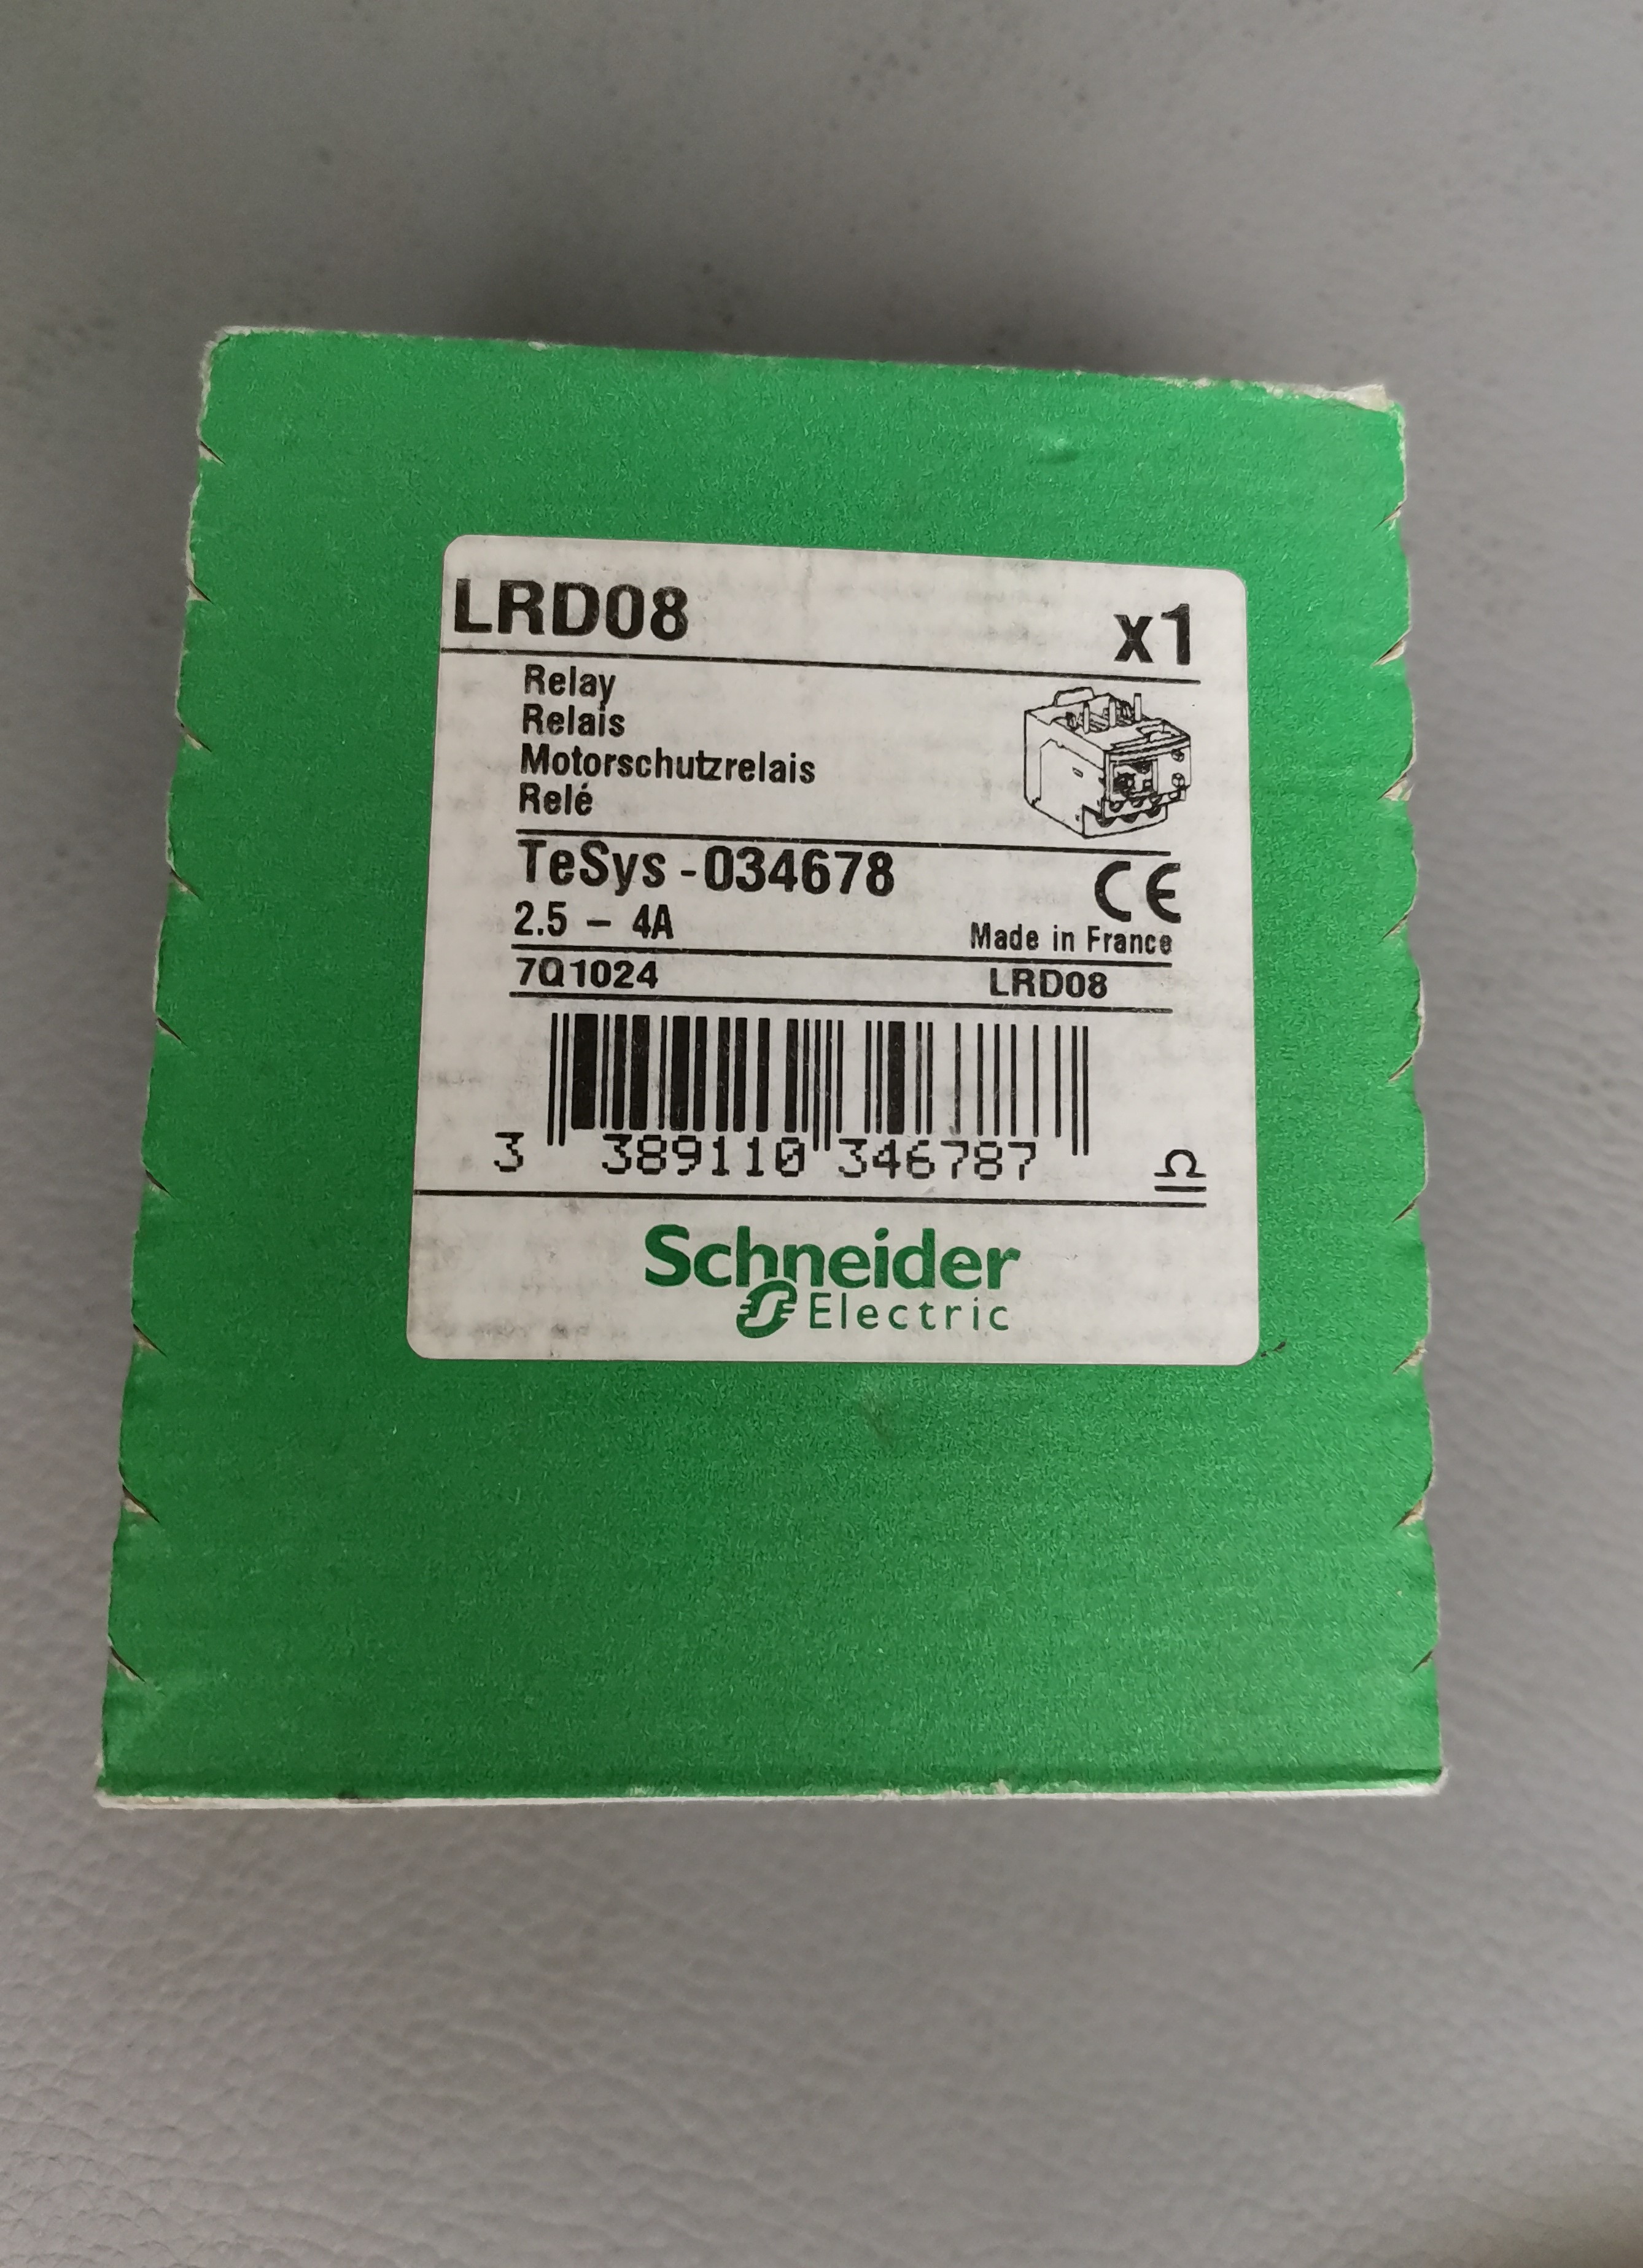 LRD08 x1
Relay
Relais
Motorschutzrelais
Relé
TeSys -034678
CE
2.5 – 4A
Made in France
7Q1024 LRD08
3 389110 346787
Schneider
Electric